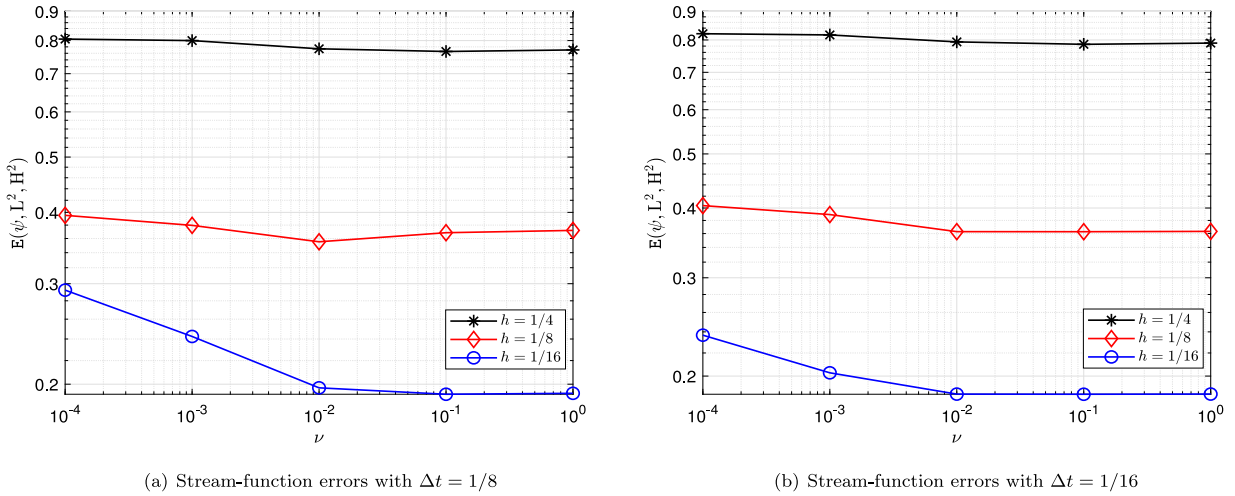 0.9
0.8
0.7
0.6
0.5
0.4
0.3
0.2
E(ψ, L², H²)
10⁻⁴ 10⁻³ 10⁻² 10⁻¹ 10⁰
ν
h = 1/4
h = 1/8
h = 1/16
(a) Stream-function errors with Δt = 1/8
0.9
0.8
0.7
0.6
0.5
0.4
0.3
0.2
E(ψ, L², H²)
10⁻⁴ 10⁻³ 10⁻² 10⁻¹ 10⁰
ν
h = 1/4
h = 1/8
h = 1/16
(b) Stream-function errors with Δt = 1/16